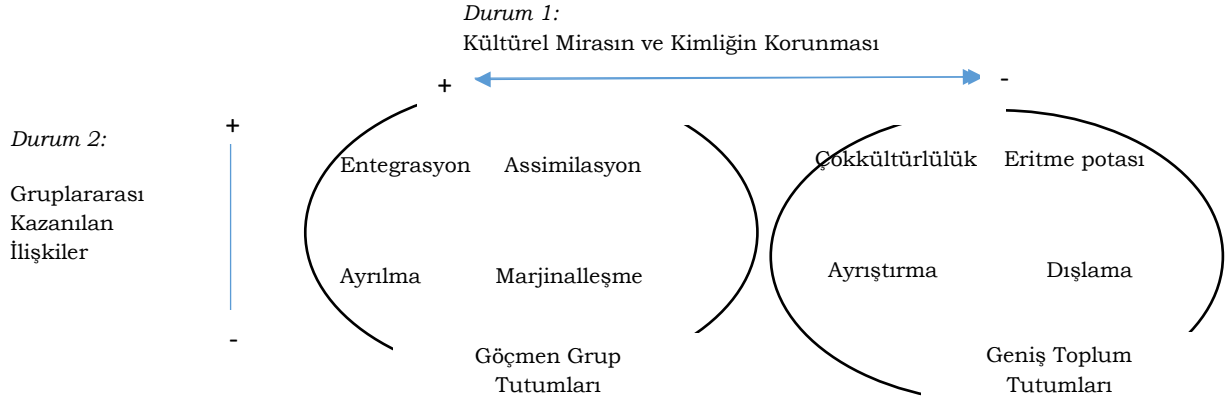 Durum 1:
Kültürel Mirasın ve Kimliğin Korunması
+ -
Durum 2:
+
Gruplararası
Kazanılan
İlişkiler
-
Entegrasyon Assimilasyon
Ayrılma Marjinalleşme
Göçmen Grup
Tutumları
Çokkültürlülük Eritme potası
Ayrıştırma Dışlama
Geniş Toplum
Tutumları